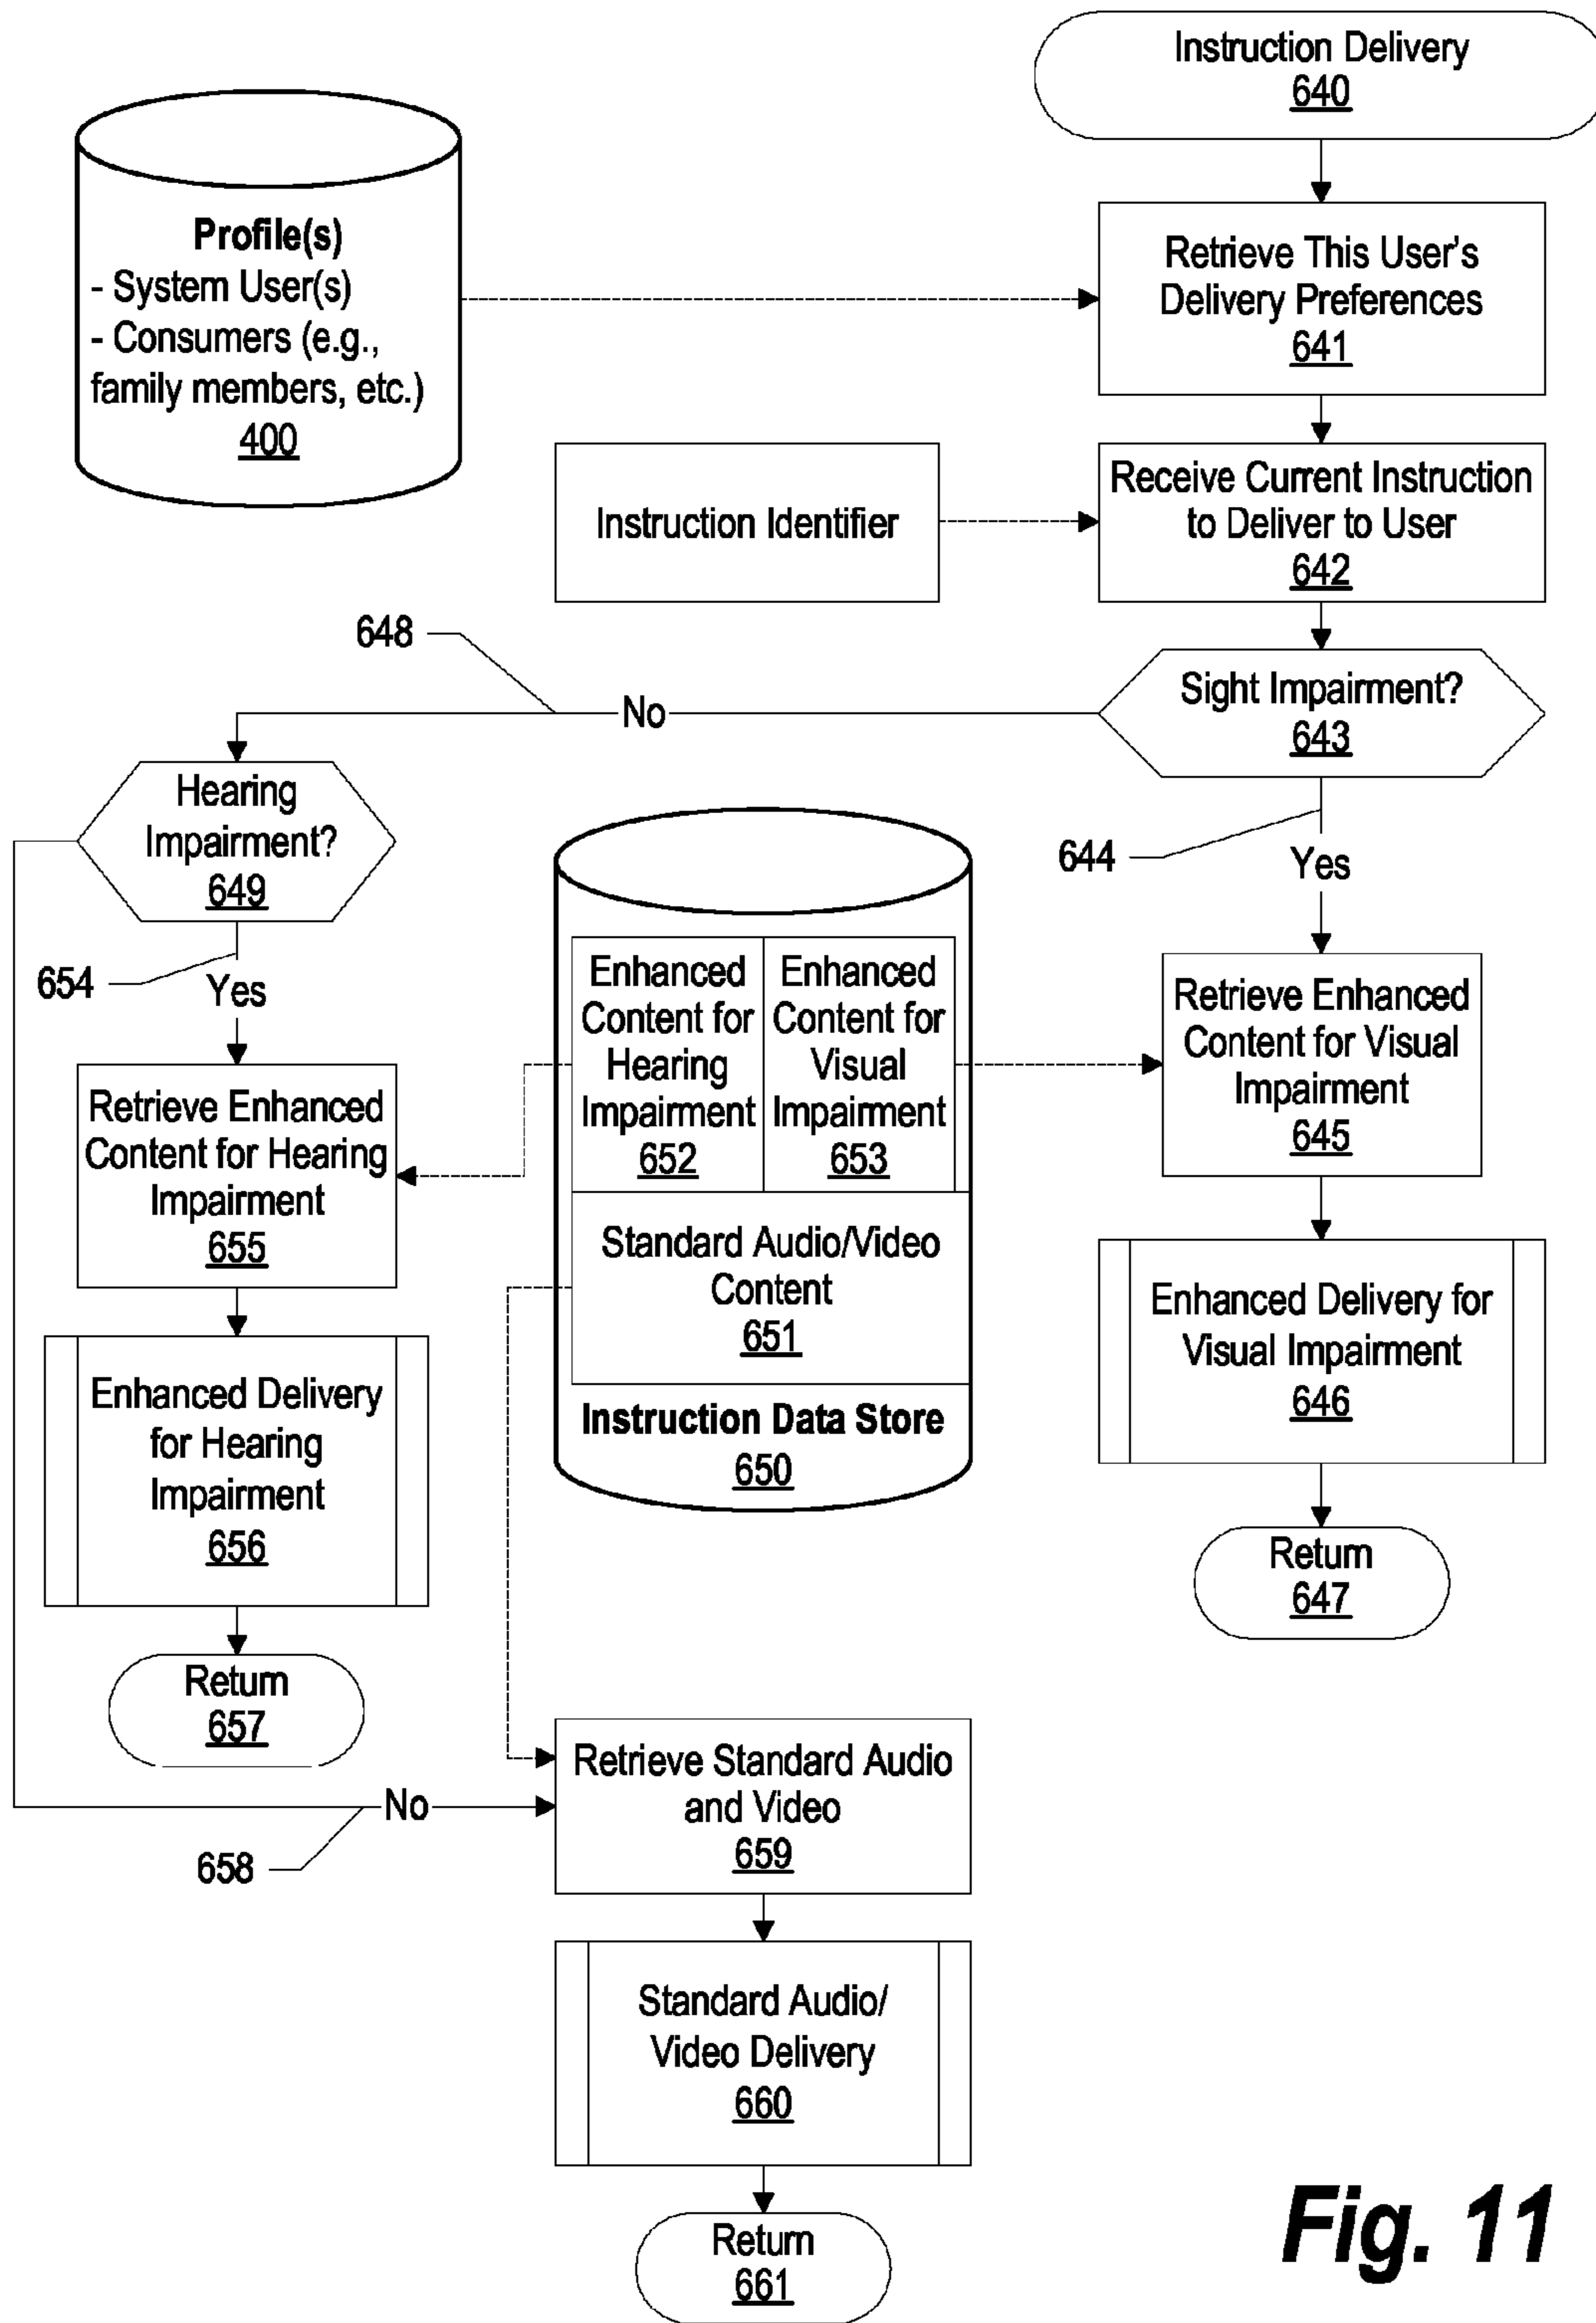 Instruction Delivery
640
Profile(s)
- System User(s)
- Consumers (e.g.,
family members, etc.)
400
Retrieve This User's
Delivery Preferences
641
Instruction Identifier
Receive Current Instruction
to Deliver to User
642
648
No
Sight Impairment?
643
Hearing
Impairment?
649
644
Yes
654
Yes
Enhanced
Content for
Hearing
Impairment
652
Enhanced
Content for
Visual
Impairment
653
Retrieve Enhanced
Content for Visual
Impairment
645
Retrieve Enhanced
Content for Hearing
Impairment
655
Standard Audio/Video
Content
651
Instruction Data Store
650
Enhanced Delivery for
Visual Impairment
646
Enhanced Delivery
for Hearing
Impairment
656
Return
647
Return
657
No
658
Retrieve Standard Audio
and Video
659
Standard Audio/
Video Delivery
660
Return
661
Fig. 11